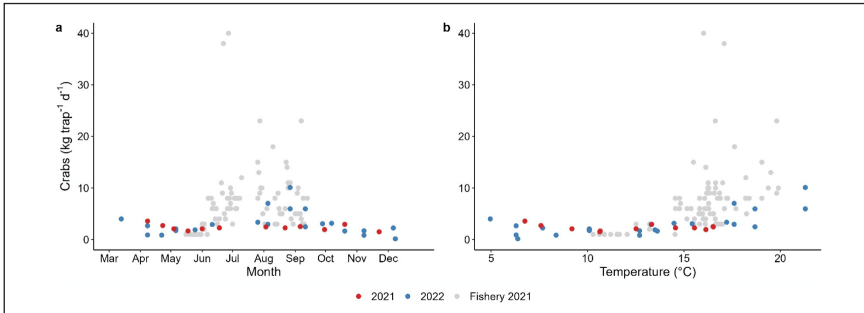 a
b
40
30
20
10
0
Crabs (kg trap⁻¹ d⁻¹)
Mar Apr May Jun Jul Aug Sep Oct Nov Dec
Month
40
30
20
10
0
5 10 15 20
Temperature (°C)
2021 2022 Fishery 2021